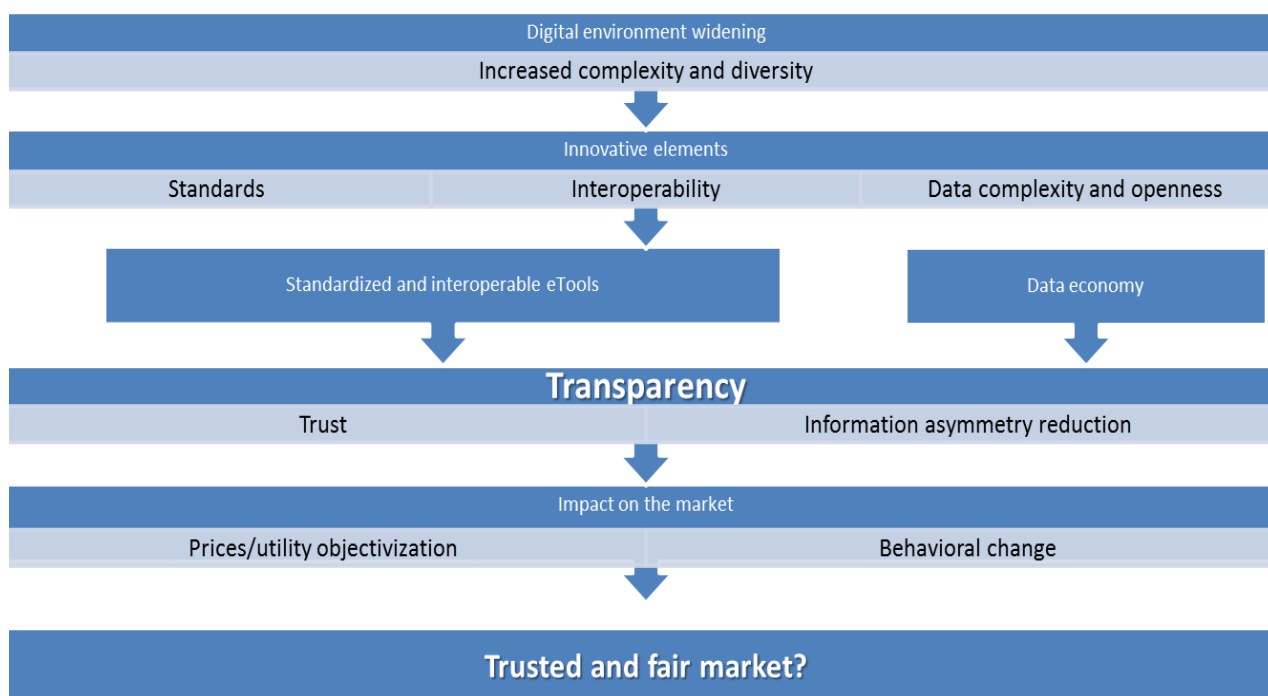 Digital environment widening
Increased complexity and diversity
Innovative elements
Standards
Interoperability
Data complexity and openness
Standardized and interoperable eTools
Data economy
Transparency
Trust
Information asymmetry reduction
Impact on the market
Prices/utility objectivization
Behavioral change
Trusted and fair market?